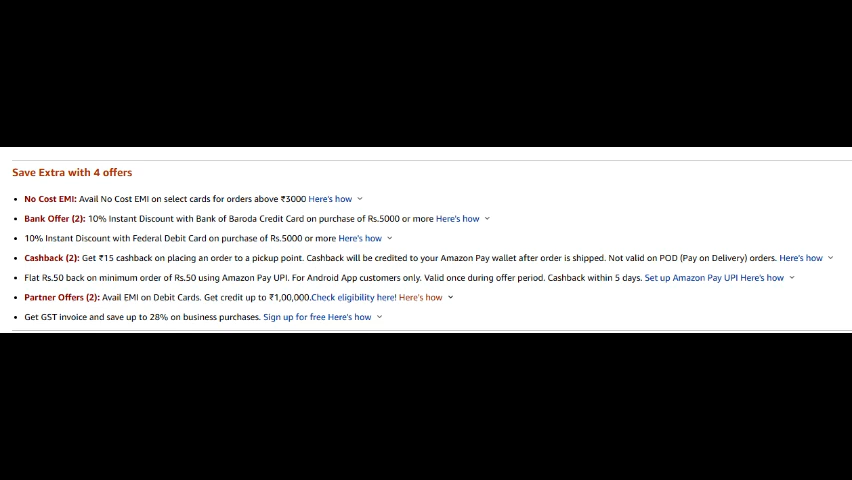 Save Extra with 4 offers
No Cost EMI: Avail No Cost EMI on select cards for orders above ₹3000 Here's how
Bank Offer (2): 10% Instant Discount with Bank of Baroda Credit Card on purchase of Rs.5000 or more Here's how
10% Instant Discount with Federal Debit Card on purchase of Rs.5000 or more Here's how
Cashback (2): Get ₹15 cashback on placing an order to a pickup point. Cashback will be credited to your Amazon Pay wallet after order is shipped. Not valid on POD (Pay on Delivery) orders. Here's how
Flat Rs.50 back on minimum order of Rs.50 using Amazon Pay UPI. For Android App customers only. Valid once during offer period. Cashback within 5 days. Set up Amazon Pay UPI Here's how
Partner Offers (2): Avail EMI on Debit Cards. Get credit up to ₹1,00,000.Check eligibility here! Here's how
Get GST invoice and save up to 28% on business purchases. Sign up for free Here's how